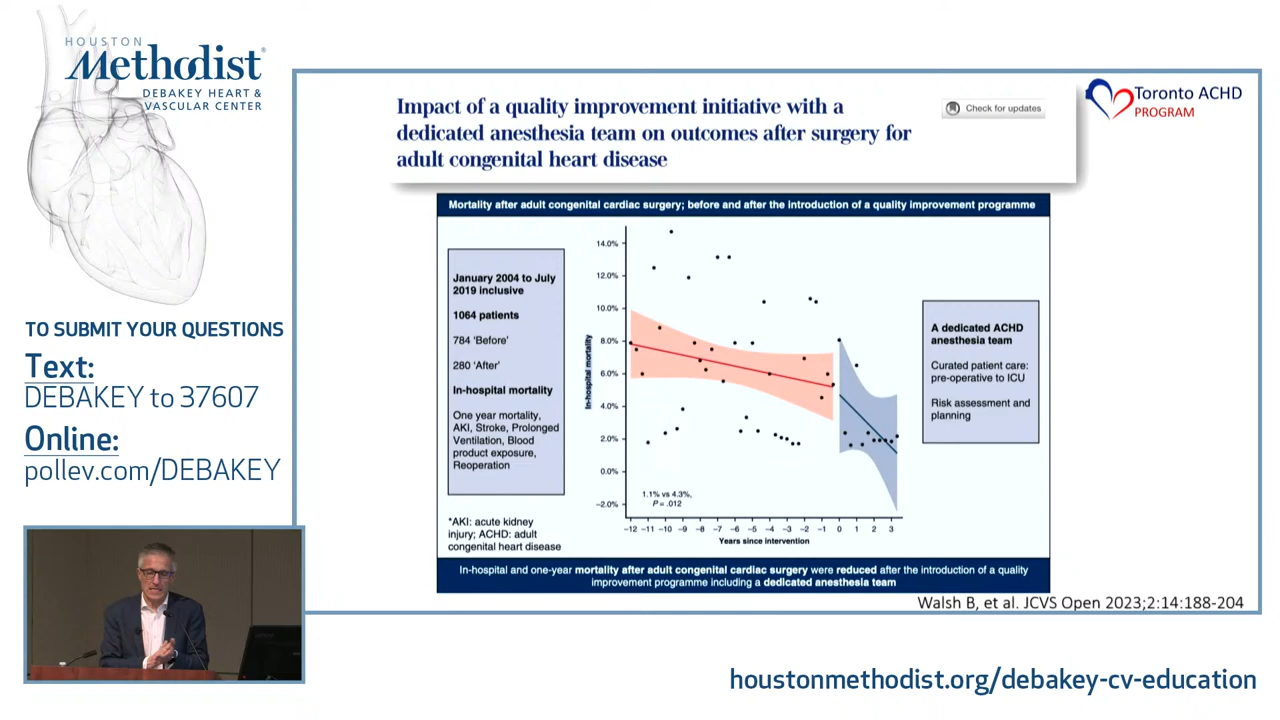 HOUSTON
Methodist®
DEBAKEY HEART &
VASCULAR CENTER
TO SUBMIT YOUR QUESTIONS
Text:
DEBAKEY to 37607
Online:
pollev.com/DEBAKEY
Impact of a quality improvement initiative with a
dedicated anesthesia team on outcomes after surgery for
adult congenital heart disease
Check for updates
Toronto ACHD
PROGRAM
Mortality after adult congenital cardiac surgery; before and after the introduction of a quality improvement programme
January 2004 to July
2019 inclusive
1064 patients
784 ‘Before’
280 ‘After’
In-hospital mortality
One year mortality,
AKI, Stroke, Prolonged
Ventilation, Blood
product exposure,
Reoperation
*AKI: acute kidney
injury; ACHD: adult
congenital heart disease
In-hospital mortality
14.0%
12.0%
10.0%
8.0%
6.0%
4.0%
2.0%
0.0%
–2.0%
1.1% vs 4.3%,
P = .012
–12 –11 –10 –9 –8 –7 –6 –5 –4 –3 –2 –1 0 1 2 3
Years since intervention
A dedicated ACHD
anesthesia team
Curated patient care:
pre-operative to ICU
Risk assessment and
planning
In-hospital and one-year mortality after adult congenital cardiac surgery were reduced after the introduction of a quality
improvement programme including a dedicated anesthesia team
Walsh B, et al. JCVS Open 2023;2:14:188-204
houstonmethodist.org/debakey-cv-education